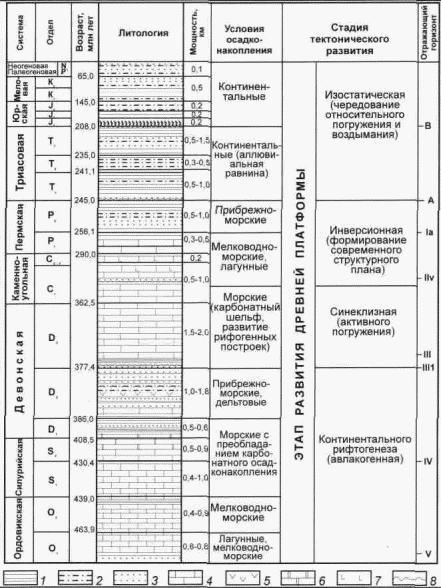 Система
Отдел
Возраст, млн лет
Литология
Мощность, км
Условия осадко-
накопления
Стадия
тектонического
развития
Отражающий горизонт
Неогеновая N
Палеогеновая P
65.0
0,1
Меловая
K
K
0,5
Континен-
тальные
145.0
Юрская
J
J
J
0,2
0,2
0,2
208.0
Изостатическая
(чередование
относительного
погружения и
воздымания)
B
Триасовая
T
0,5-1,5
235.0
T
0,3-0,5
241.1
T
0,5-1,0
245.0
Континенталь-
ные (аллюви-
альная
равнина)
A
Пермская
P
0,5-1,0
256.1
P
0,3-0,5
290.0
Прибрежно-
морские
Мелководно-
морские,
лагунные
Инверсионная
(формирование
современного
структурного
плана)
Iа
IIv
Каменно-
угольная
C
0,2
C
0,5-1,0
362.5
Морские
(карбонатный
шельф,
развитие
рифогенных
построек)
Синеклизная
(активного
погружения)
III
III1
Девонская
D
1,5-2.0
377.4
D
1,0-1,8
386.0
D
0,5-0,6
408.5
Прибрежно-
морские,
дельтовые
Силурийская
S
0,5-0,9
430.4
S
0,4-1,0
439.0
Морские с
преоблада-
нием карбо-
натного осад-
конакопления
Континентального
рифтогенеза
(авлакогенная)
IV
Ордовикская
O
0,4-0,9
463.9
O
0,6-0,8
Мелководно-
морские
Лагунные,
мелководно-
морские
V
ЭТАП РАЗВИТИЯ ДРЕВНЕЙ ПЛАТФОРМЫ
1 2 3 4 5 6 7 8